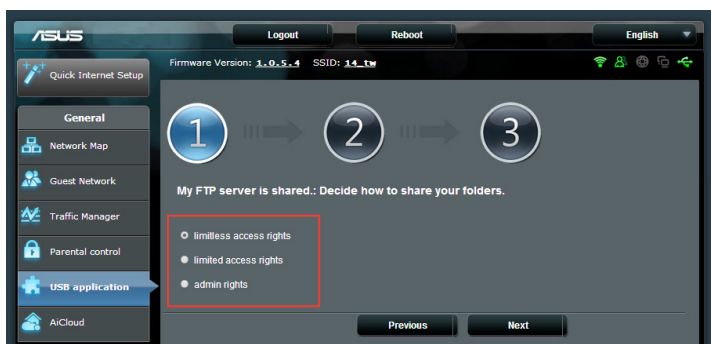 ASUS
Logout
Reboot
English
Quick Internet Setup
Firmware Version: 1.0.5.4 SSID: 14_tw
General
Network Map
Guest Network
Traffic Manager
Parental control
USB application
AiCloud
1
2
3
My FTP server is shared.: Decide how to share your folders.
limitless access rights
limited access rights
admin rights
Previous
Next